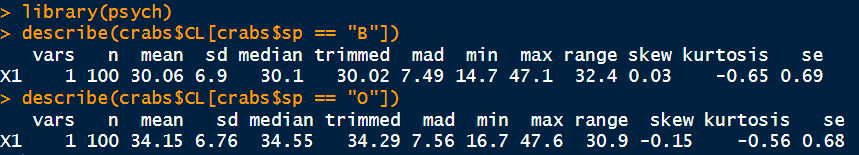 > library(psych)
> describe(crabs$CL[crabs$sp == "B"])
   vars   n  mean  sd median trimmed  mad  min  max range skew kurtosis   se
X1    1 100 30.06 6.9   30.1   30.02 7.49 14.7 47.1  32.4 0.03    -0.65 0.69
> describe(crabs$CL[crabs$sp == "O"])
   vars   n  mean   sd median trimmed  mad  min  max range  skew kurtosis   se
X1    1 100 34.15 6.76  34.55   34.29 7.56 16.7 47.6  30.9 -0.15    -0.56 0.68